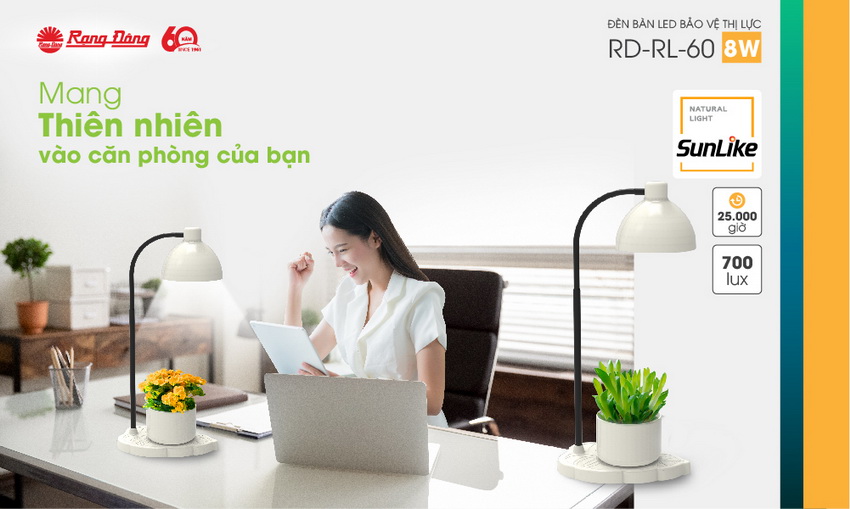 Rạng Đông
60 NĂM
SINCE 1961
ĐÈN BÀN LED BẢO VỆ THỊ LỰC
RD-RL-60 8W
Mang
Thiên nhiên
vào căn phòng của bạn
NATURAL
LIGHT
SunLike
25.000
giờ
700
lux